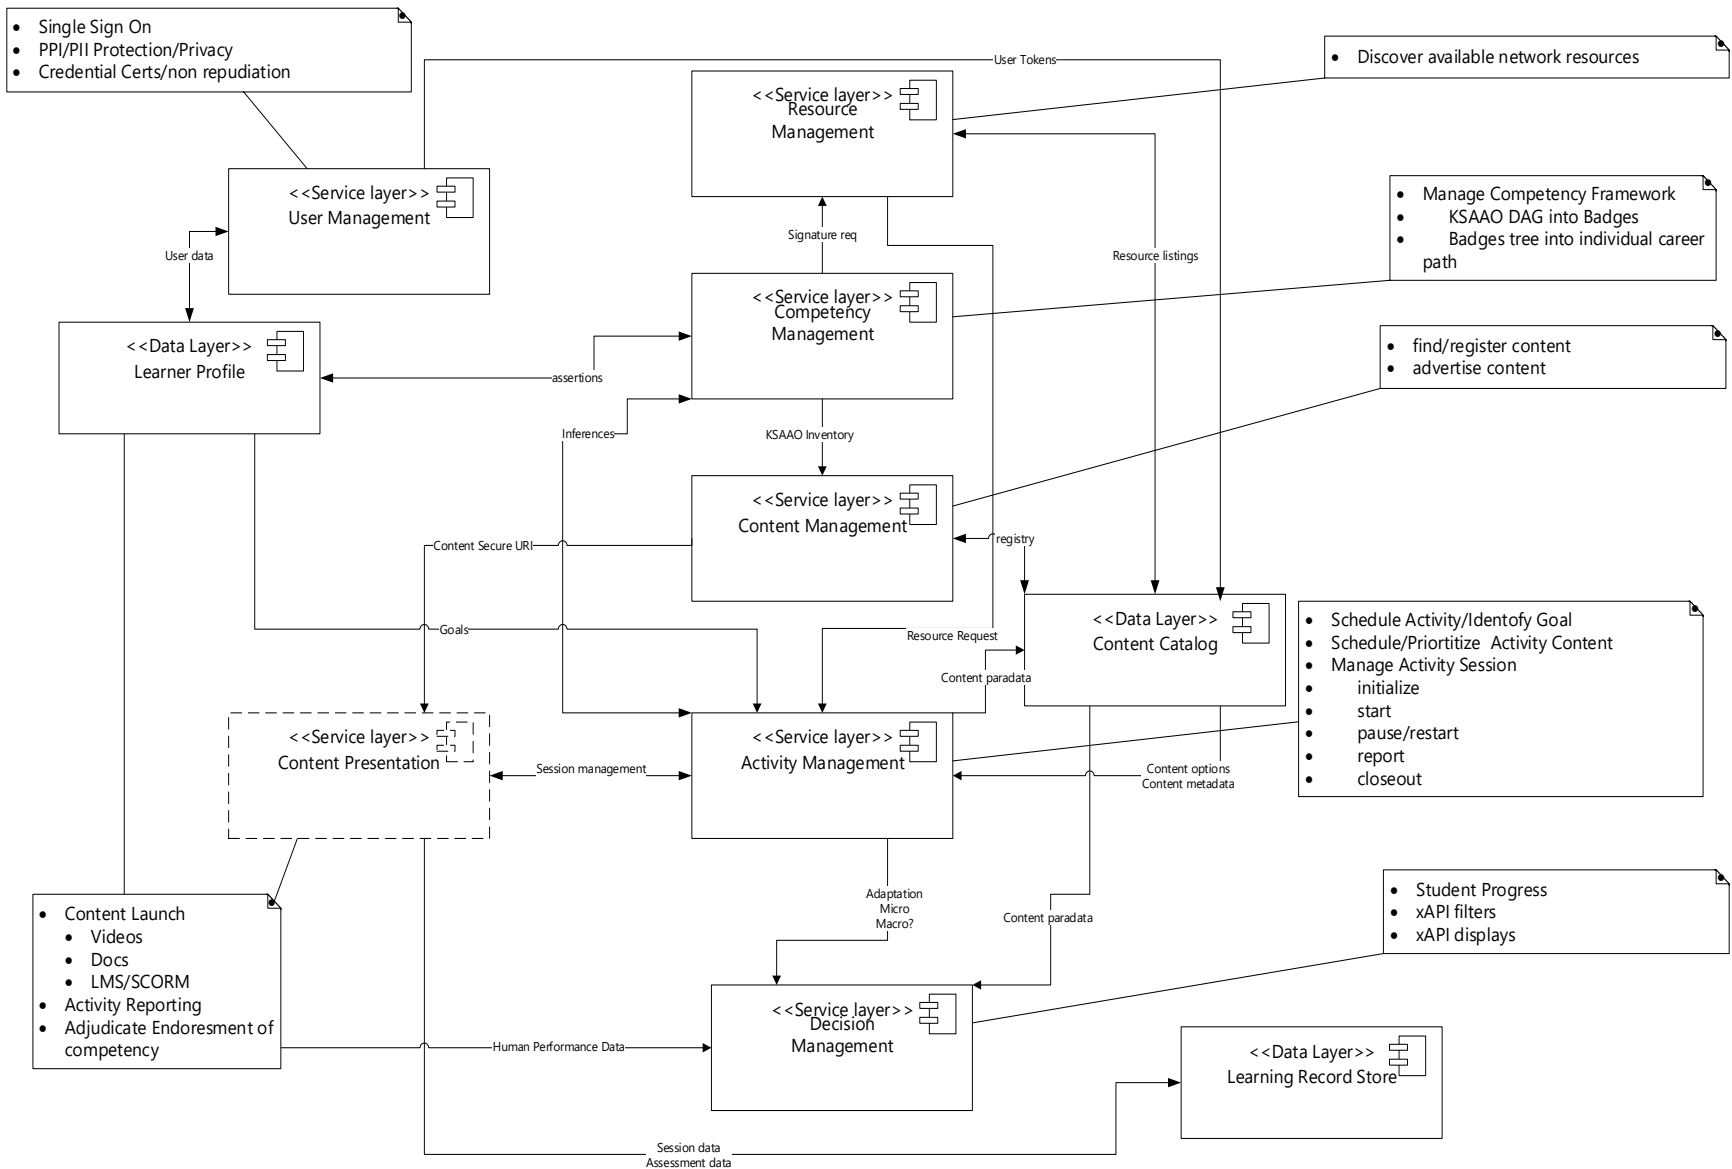 Single Sign On
PPI/PII Protection/Privacy
Credential Certs/non repudiation
User Tokens
Discover available network resources
<<Service layer>>
Resource
Management
<<Service layer>>
User Management
Manage Competency Framework
KSAAO DAG into Badges
Badges tree into individual career
path
User data
Signature req
Resource listings
<<Service layer>>
Competency
Management
<<Data Layer>>
Learner Profile
assertions
find/register content
advertise content
Inferences
KSAAO Inventory
<<Service layer>>
Content Management
Content Secure URI
registry
<<Data Layer>>
Content Catalog
Goals
Resource Request
Content paradata
Schedule Activity/Identofy Goal
Schedule/Priortitize  Activity Content
Manage Activity Session
initialize
start
pause/restart
report
closeout
<<Service layer>>
Content Presentation
Session management
<<Service layer>>
Activity Management
Content options
Content metadata
Adaptation
Micro
Macro?
Content paradata
Student Progress
xAPI filters
xAPI displays
Content Launch
Videos
Docs
LMS/SCORM
Activity Reporting
Adjudicate Endoresment of
competency
Human Performance Data
<<Service layer>>
Decision
Management
<<Data Layer>>
Learning Record Store
Session data
Assessment data